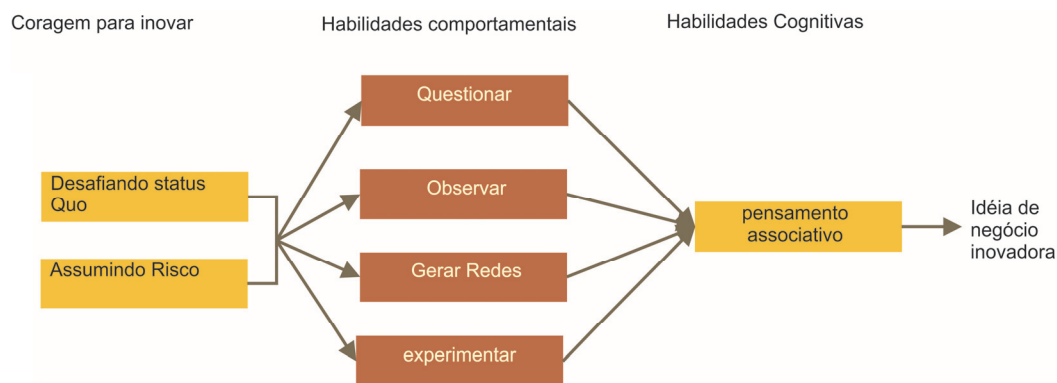 Coragem para inovar
Habilidades comportamentais
Habilidades Cognitivas
Desafiando status
Quo
Assumindo Risco
Questionar
Observar
Gerar Redes
experimentar
pensamento
associativo
Idéia de
negócio
inovadora